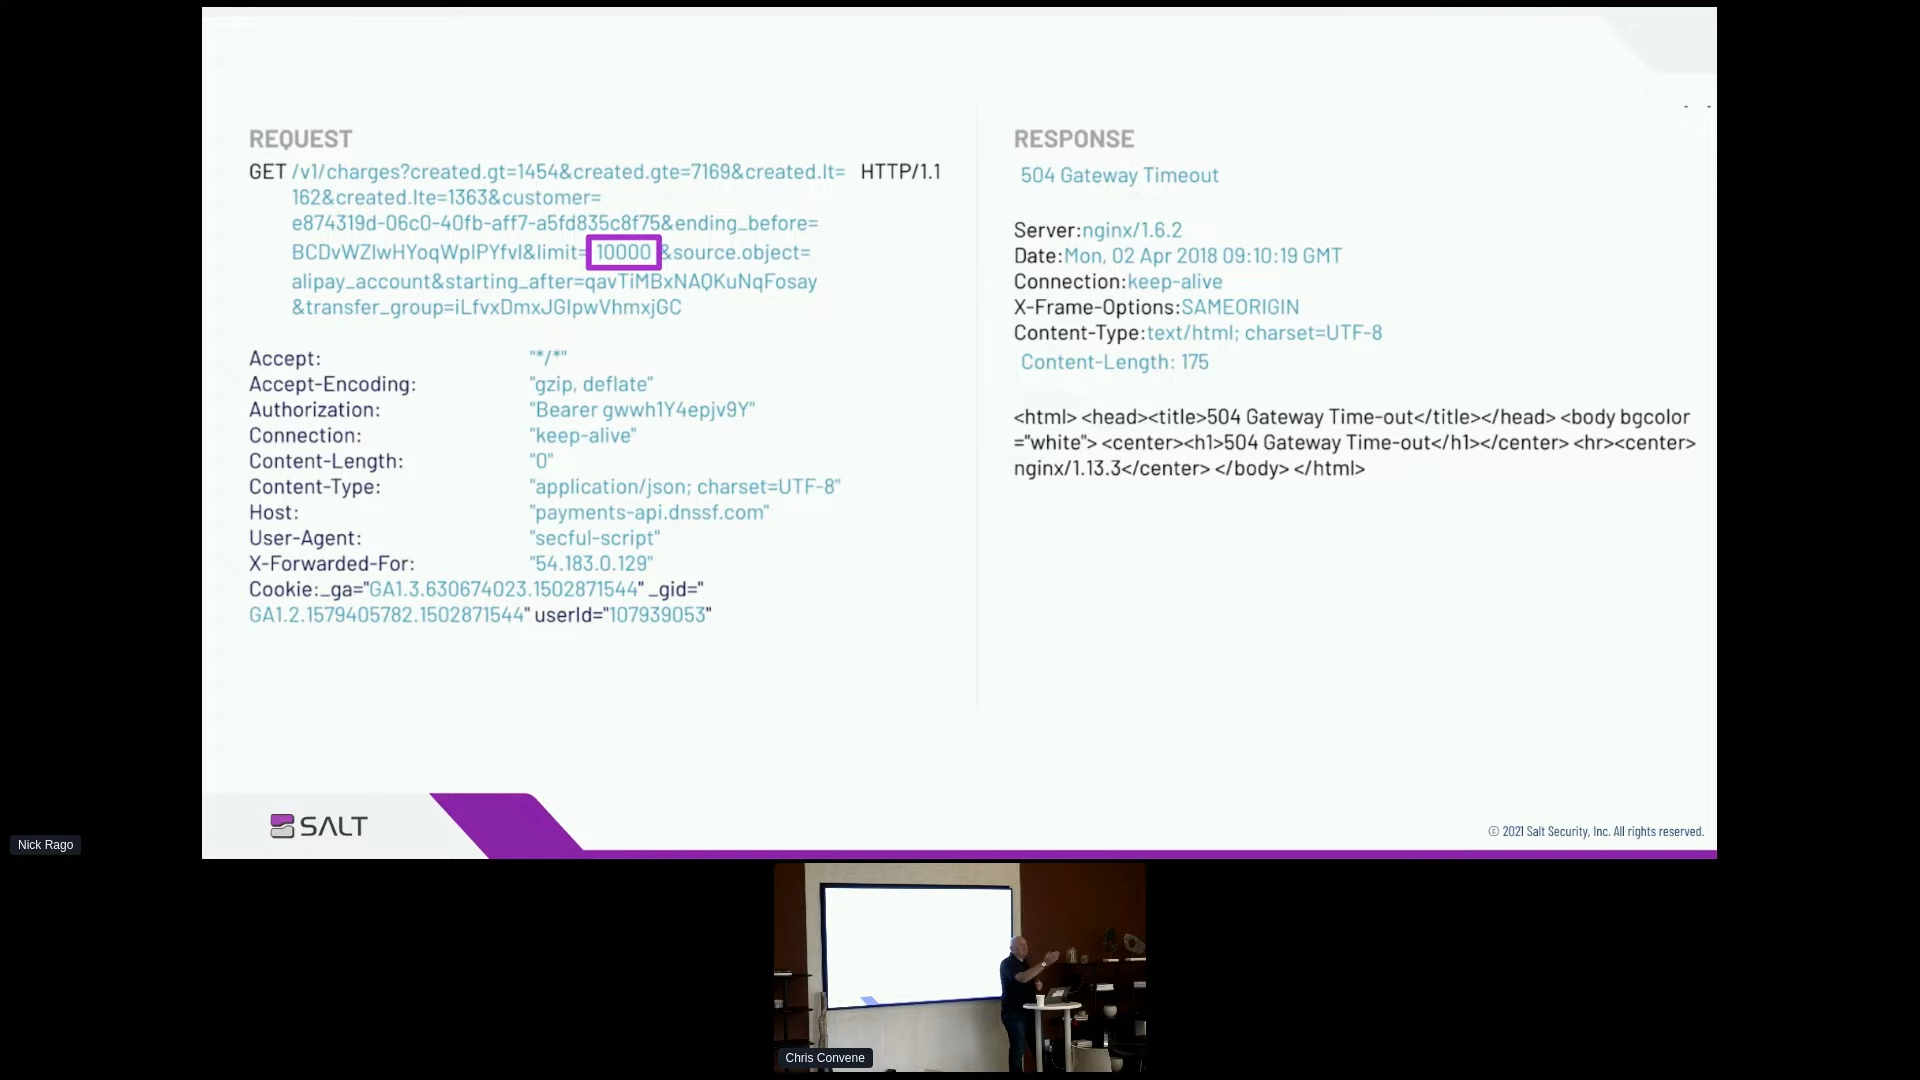 REQUEST
GET /v1/charges?created.gt=1454&created.gte=7169&created.lt= HTTP/1.1
162&created.lte=1363&customer=
e874319d-06c0-40fb-aff7-a5fd835c8f75&ending_before=
BCDvWZlwHYoqWplPYfvl&limit= 10000 &source.object=
alipay_account&starting_after=qavTiMBxNAQKuNqFosay
&transfer_group=iLfvxDmxJGlpwVhmxjGC
Accept: "*/*"
Accept-Encoding: "gzip, deflate"
Authorization: "Bearer gwwh1Y4epjv9Y"
Connection: "keep-alive"
Content-Length: "0"
Content-Type: "application/json; charset=UTF-8"
Host: "payments-api.dnssf.com"
User-Agent: "secful-script"
X-Forwarded-For: "54.183.0.129"
Cookie:_ga="GA1.3.630674023.1502871544" _gid="
GA1.2.1579405782.1502871544" userId="107939053"
RESPONSE
504 Gateway Timeout
Server:nginx/1.6.2
Date:Mon, 02 Apr 2018 09:10:19 GMT
Connection:keep-alive
X-Frame-Options:SAMEORIGIN
Content-Type:text/html; charset=UTF-8
Content-Length: 175
<html> <head><title>504 Gateway Time-out</title></head> <body bgcolor
="white"> <center><h1>504 Gateway Time-out</h1></center> <hr><center>
nginx/1.13.3</center> </body> </html>
SALT
© 2021 Salt Security, Inc. All rights reserved.
Nick Rago
Chris Convene